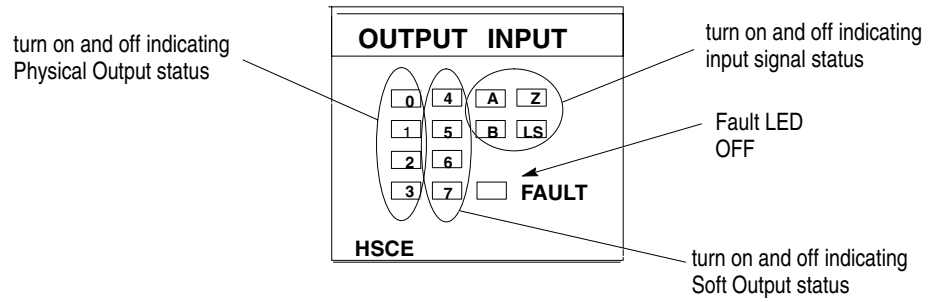 turn on and off indicating
Physical Output status
OUTPUT INPUT
0 4 A Z
1 5 B LS
2 6
3 7 FAULT
HSCE
turn on and off indicating
input signal status
Fault LED
OFF
turn on and off indicating
Soft Output status